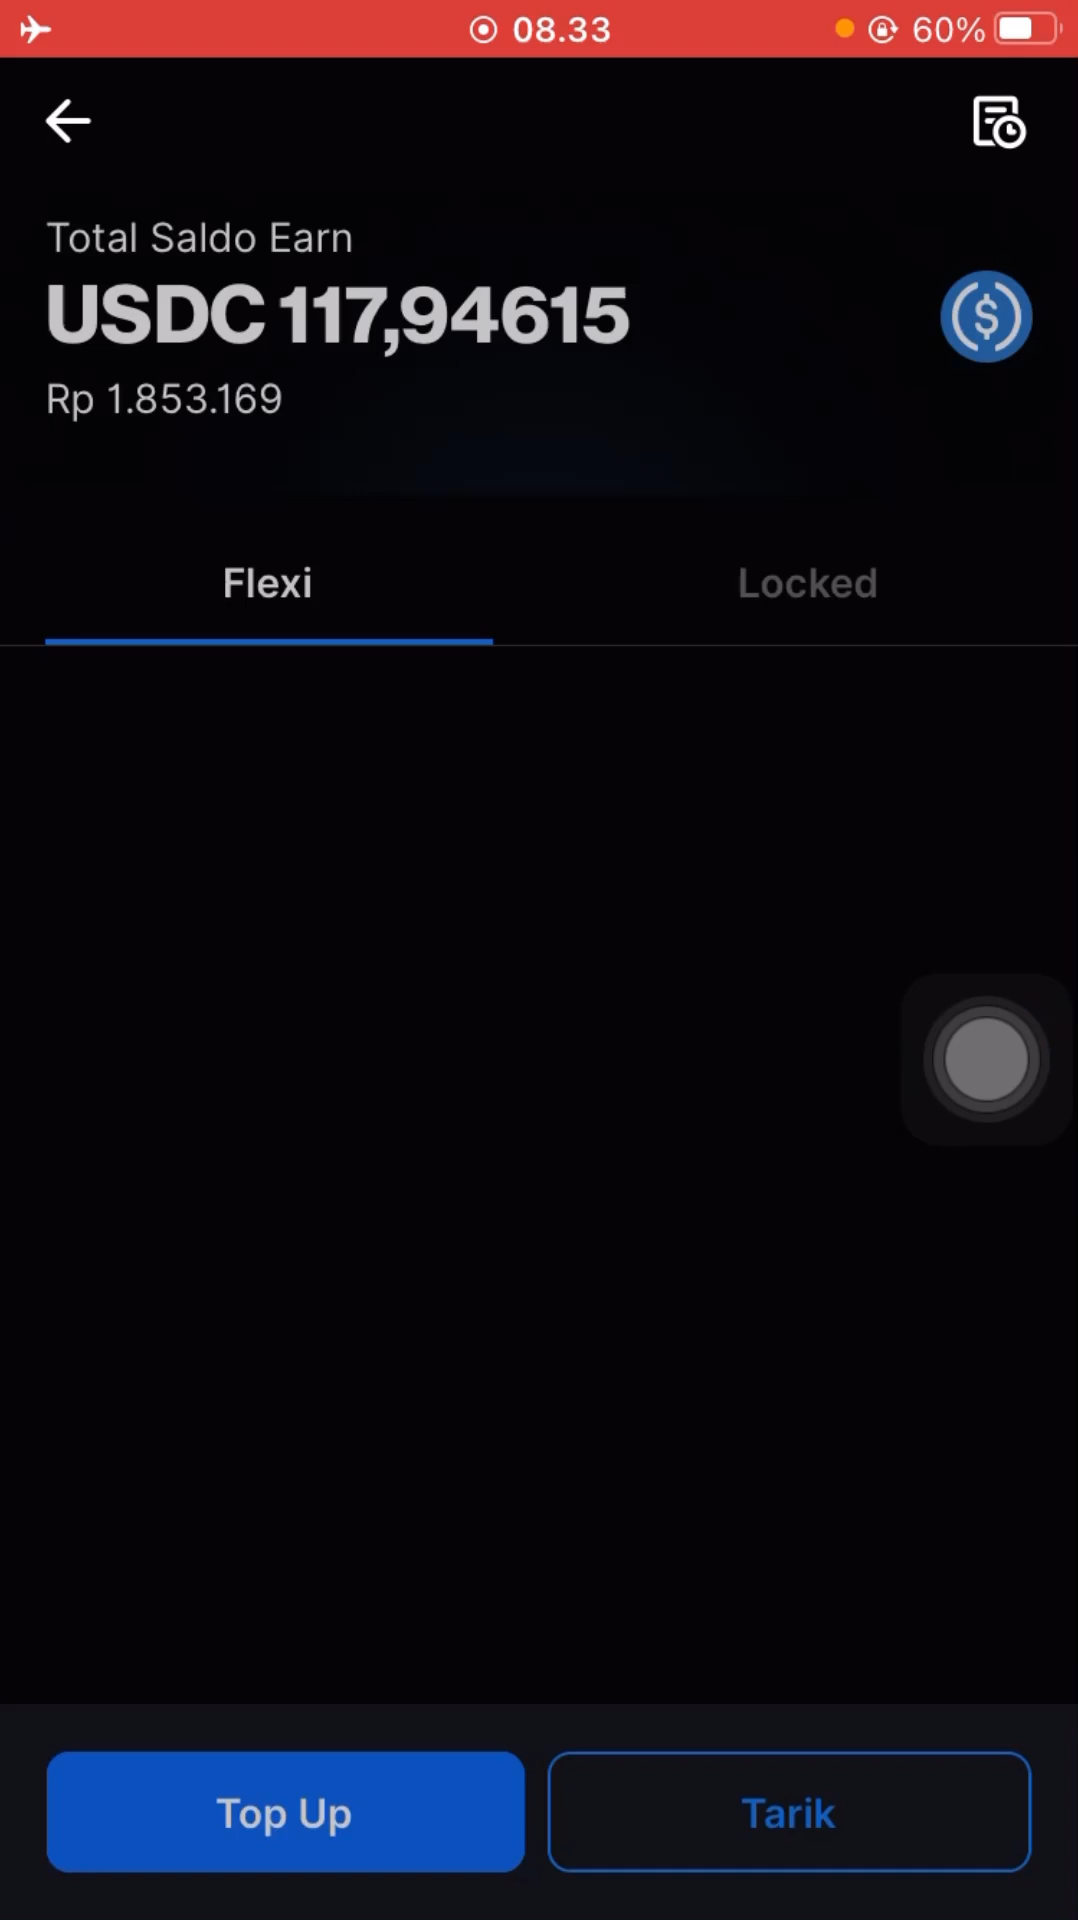 08.33
60%
Total Saldo Earn
USDC 117,94615
Rp 1.853.169
Flexi
Locked
Top Up
Tarik